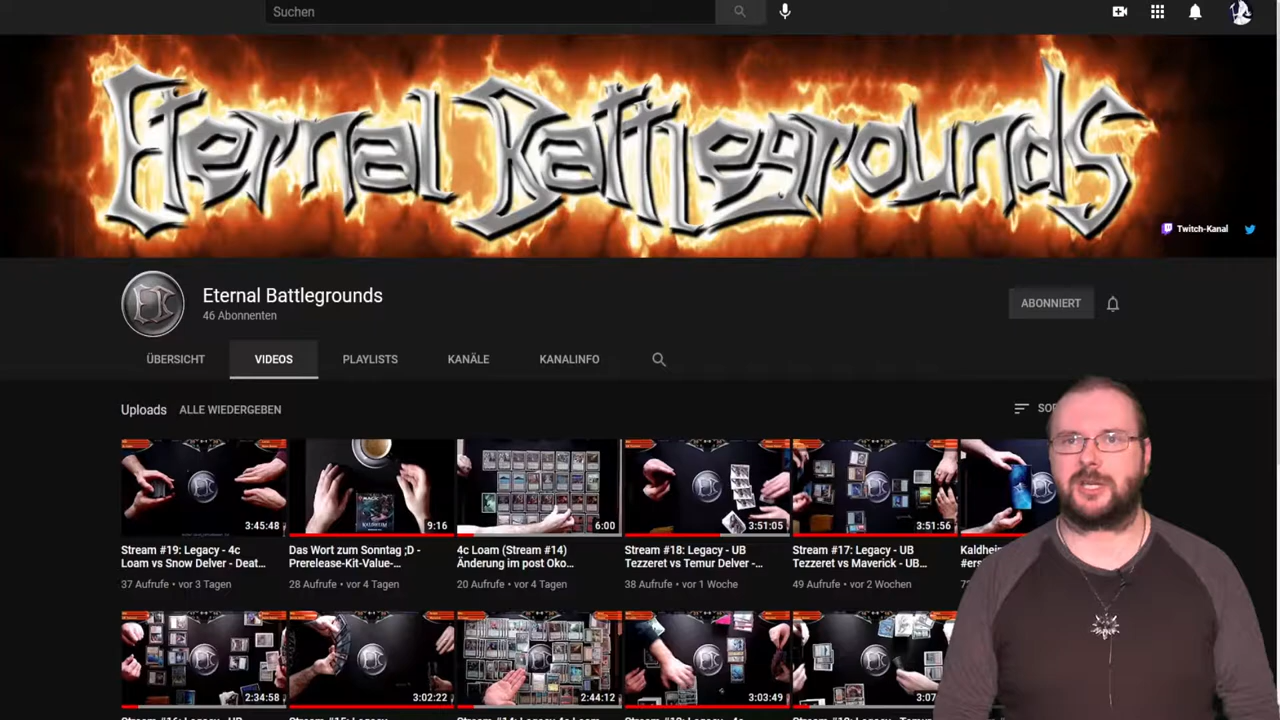 Suchen
Eternal Battlegrounds
Twitch-Kanal
Eternal Battlegrounds
46 Abonnenten
ABONNIERT
ÜBERSICHT
VIDEOS
PLAYLISTS
KANÄLE
KANALINFO
Uploads
ALLE WIEDERGEBEN
3:45:48
9:16
6:00
3:51:05
3:51:56
Stream #19: Legacy - 4c
Loam vs Snow Delver - Deat...
37 Aufrufe • vor 3 Tagen
Das Wort zum Sonntag ;D -
Prerelease-Kit-Value-...
28 Aufrufe • vor 4 Tagen
4c Loam (Stream #14)
Änderung im post Oko...
20 Aufrufe • vor 4 Tagen
Stream #18: Legacy - UB
Tezzeret vs Temur Delver -...
38 Aufrufe • vor 1 Woche
Stream #17: Legacy - UB
Tezzeret vs Maverick - UB...
49 Aufrufe • vor 2 Wochen
2:34:58
3:02:22
2:44:12
3:03:49